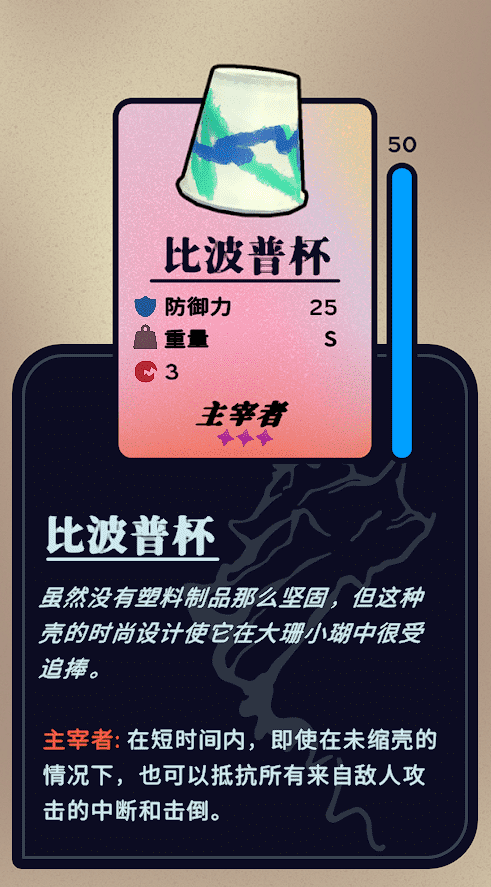 50
比波普杯
防御力 25
重量 S
3
主宰者
比波普杯
虽然没有塑料制品那么坚固，但这种
壳的时尚设计使它在大珊小瑚中很受
追捧。
主宰者: 在短时间内，即使在未缩壳的
情况下，也可以抵抗所有来自敌人攻
击的中断和击倒。